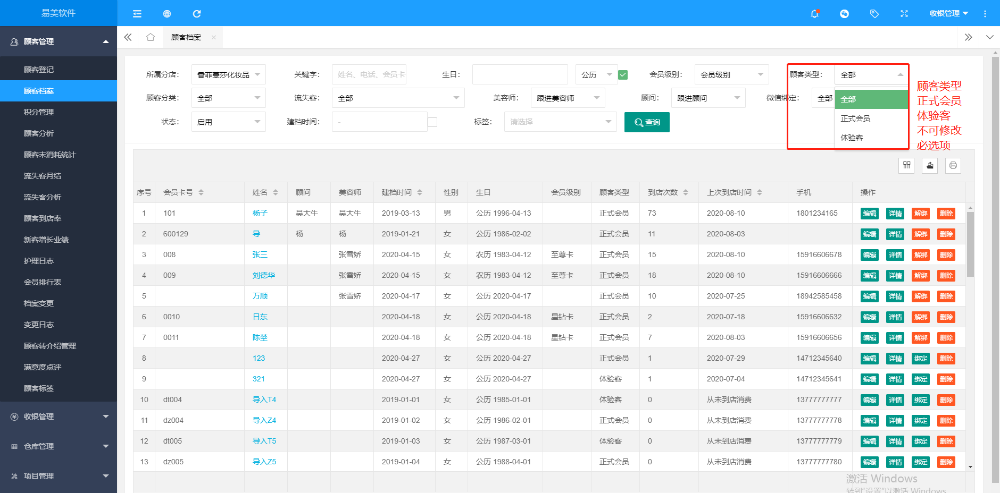 易美软件
收银管理
顾客管理
顾客登记
顾客档案
积分管理
顾客分析
顾客未消耗统计
流失客月结
流失客分析
顾客到店率
新客增长业绩
护理日志
会员排行表
档案变更
变更日志
顾客转介绍管理
满意度点评
顾客标签
收银管理
仓库管理
项目管理
顾客档案
所属分店: 香菲蔓莎化妆品 关键字: 姓名、电话、会员卡 生日: 公历 会员级别: 会员级别 顾客类型: 全部
顾客分类: 全部 流失客: 全部 美容师: 跟进美容师 顾问: 跟进顾问 微信绑定: 全部
状态: 启用 建档时间: - 标签: 请选择 查询
全部
正式会员
体验客
顾客类型
正式会员
体验客
不可修改
必选项
序号 会员卡号 姓名 顾问 美容师 建档时间 性别 生日 会员级别 顾客类型 到店次数 上次到店时间 手机 操作
1 101 杨子 吴大牛 吴大牛 2019-03-13 男 公历 1996-04-13 正式会员 73 2020-08-10 1801234165 编辑 详情 解绑 删除
2 600129 导 杨 杨 2019-01-21 女 公历 1986-02-02 正式会员 11 2020-08-03 编辑 详情 解绑 删除
3 008 张三 张雪娇 2020-04-15 女 农历 1983-04-12 至尊卡 正式会员 15 2020-08-10 15916606678 编辑 详情 解绑 删除
4 009 刘德华 张雪娇 2020-04-15 女 农历 1983-04-12 至尊卡 正式会员 18 2020-08-10 15916606666 编辑 详情 解绑 删除
5 万顺 张雪娇 2020-04-17 女 公历 2020-04-17 正式会员 10 2020-07-25 18942585458 编辑 详情 解绑 删除
6 0010 日东 2020-04-18 女 公历 2020-04-18 星钻卡 正式会员 2 2020-07-18 15916606632 编辑 详情 解绑 删除
7 0011 陈埜 2020-04-18 女 公历 2020-04-18 星钻卡 正式会员 7 2020-08-03 15916606656 编辑 详情 解绑 删除
8 123 2020-04-27 女 公历 2020-04-27 正式会员 1 2020-07-29 14712345640 编辑 详情 绑定 删除
9 321 2020-04-27 女 公历 2020-04-27 体验客 1 2020-07-04 14712345641 编辑 详情 绑定 删除
10 dt004 导入T4 2019-01-01 女 公历 1985-01-01 体验客 0 从未到店消费 13777777777 编辑 详情 绑定 删除
11 dz004 导入Z4 2019-01-02 女 公历 1986-02-01 正式会员 0 从未到店消费 13777777778 编辑 详情 绑定 删除
12 dt005 导入T5 2019-01-03 女 公历 1987-03-01 体验客 0 从未到店消费 13777777779 编辑 详情 绑定 删除
13 dz005 导入Z5 2019-01-04 女 公历 1988-04-01 正式会员 0 从未到店消费 13777777780 编辑 详情 绑定 删除
激活 Windows
转到"设置"以激活 Windows